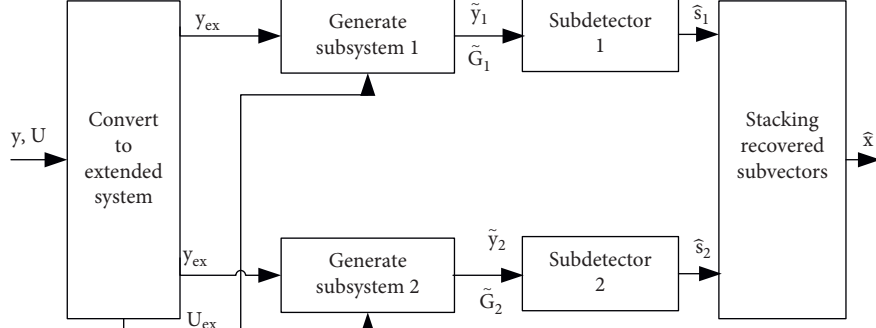 y, U
Convert
to
extended
system
y_ex
Generate
subsystem 1
ỹ_1
G̃_1
Subdetector
1
ŝ_1
Stacking
recovered
subvectors
x̂
y_ex
Generate
subsystem 2
ỹ_2
G̃_2
Subdetector
2
ŝ_2
U_ex